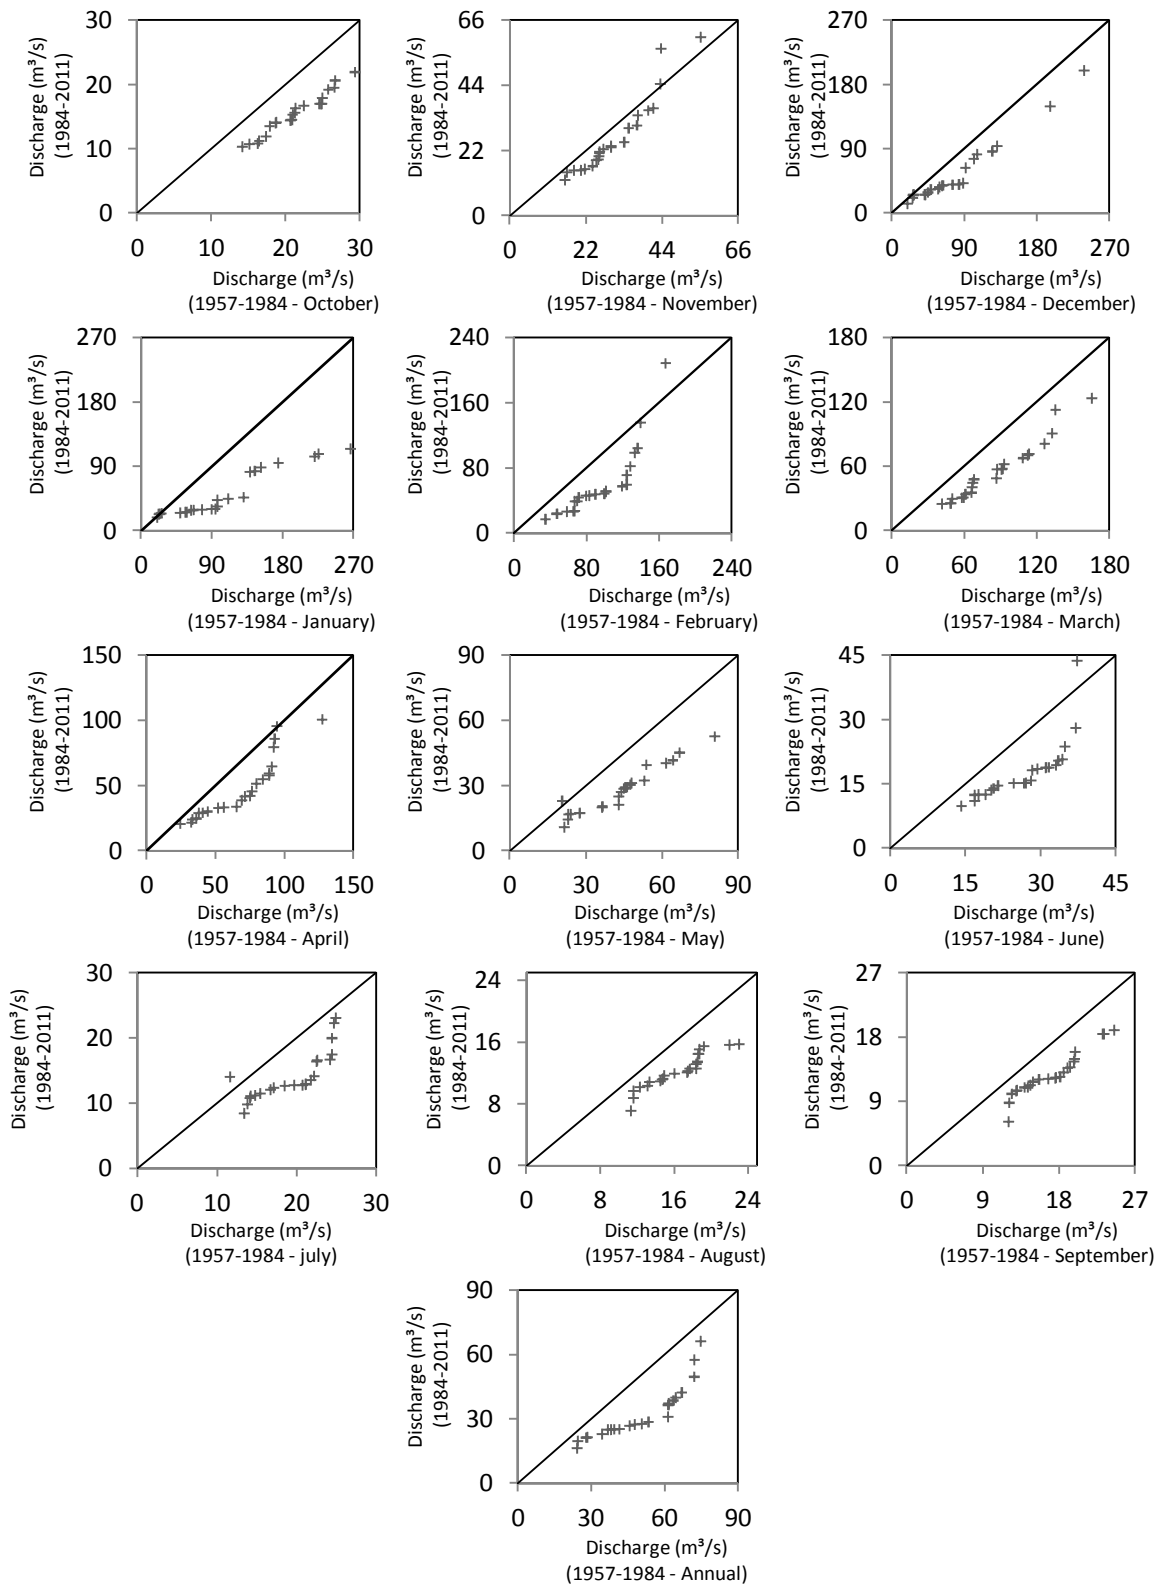 Discharge (m³/s)
(1984-2011)
30
20
10
0
0 10 20 30
Discharge (m³/s)
(1957-1984 - October)
Discharge (m³/s)
(1984-2011)
66
44
22
0
0 22 44 66
Discharge (m³/s)
(1957-1984 - November)
Discharge (m³/s)
(1984-2011)
270
180
90
0
0 90 180 270
Discharge (m³/s)
(1957-1984 - December)
Discharge (m³/s)
(1984-2011)
270
180
90
0
0 90 180 270
Discharge (m³/s)
(1957-1984 - January)
Discharge (m³/s)
(1984-2011)
240
160
80
0
0 80 160 240
Discharge (m³/s)
(1957-1984 - February)
Discharge (m³/s)
(1984-2011)
180
120
60
0
0 60 120 180
Discharge (m³/s)
(1957-1984 - March)
Discharge (m³/s)
(1984-2011)
150
100
50
0
0 50 100 150
Discharge (m³/s)
(1957-1984 - April)
Discharge (m³/s)
(1984-2011)
90
60
30
0
0 30 60 90
Discharge (m³/s)
(1957-1984 - May)
Discharge (m³/s)
(1984-2011)
45
30
15
0
0 15 30 45
Discharge (m³/s)
(1957-1984 - June)
Discharge (m³/s)
(1984-2011)
30
20
10
0
0 10 20 30
Discharge (m³/s)
(1957-1984 - july)
Discharge (m³/s)
(1984-2011)
24
16
8
0
0 8 16 24
Discharge (m³/s)
(1957-1984 - August)
Discharge (m³/s)
(1984-2011)
27
18
9
0
0 9 18 27
Discharge (m³/s)
(1957-1984 - September)
Discharge (m³/s)
(1984-2011)
90
60
30
0
0 30 60 90
Discharge (m³/s)
(1957-1984 - Annual)